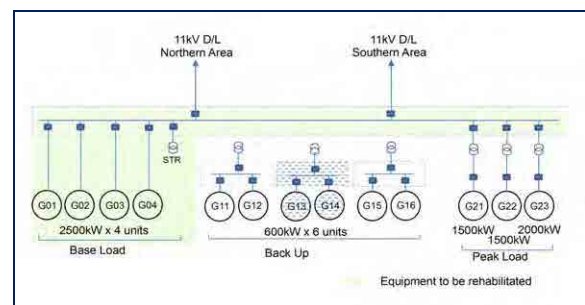 11kV D/L
Northern Area
11kV D/L
Southern Area
STR
G01
G02
G03
G04
G11
G12
G13
G14
G15
G16
G21
G22
G23
1500kW
2000kW
2500kW x 4 units
600kW x 6 units
1500kW
Base Load
Back Up
Peak Load
Equipment to be rehabilitated